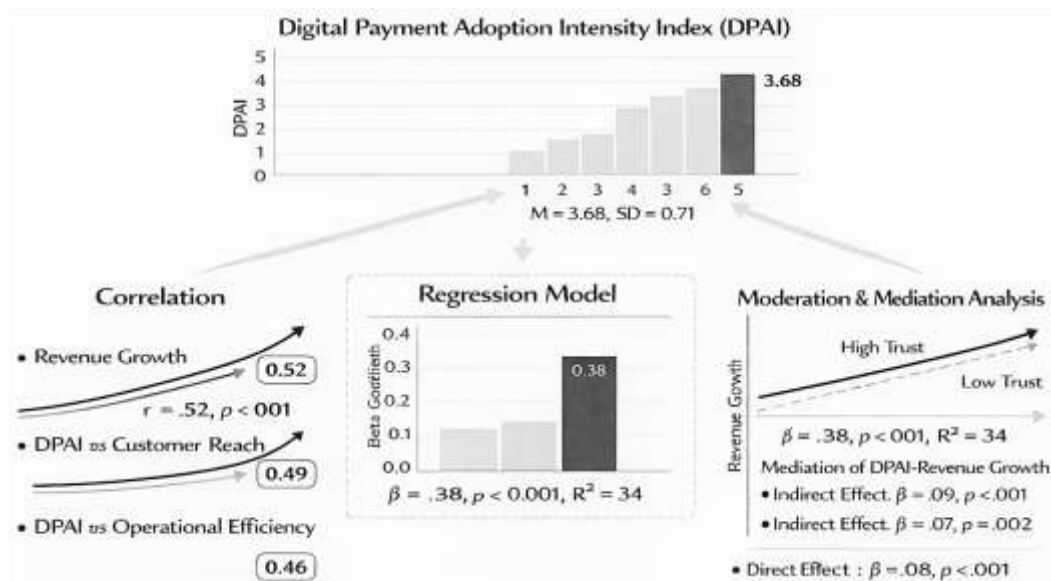 Digital Payment Adoption Intensity Index (DPAI)
5
4
3
2
1
0
DPAI
3.68
1 2 3 4 3 6 5
M = 3.68, SD = 0.71
Correlation
• Revenue Growth
0.52
r = .52, p < 001
• DPAI vs Customer Reach
0.49
• DPAI vs Operational Efficiency
0.46
Regression Model
0.4
0.3
0.2
0.1
0.0
Beta
0.38
β = .38, p < 0.001, R² = 34
Moderation & Mediation Analysis
Revenue Growth
High Trust
Low Trust
β = .38, p <001, R² = 34
Mediation of DPAI-Revenue Growth
• Indirect Effect. β = .09, p <.001
• Indirect Effect. β = .07, p = .002
• Direct Effect : β = .08, p <.001